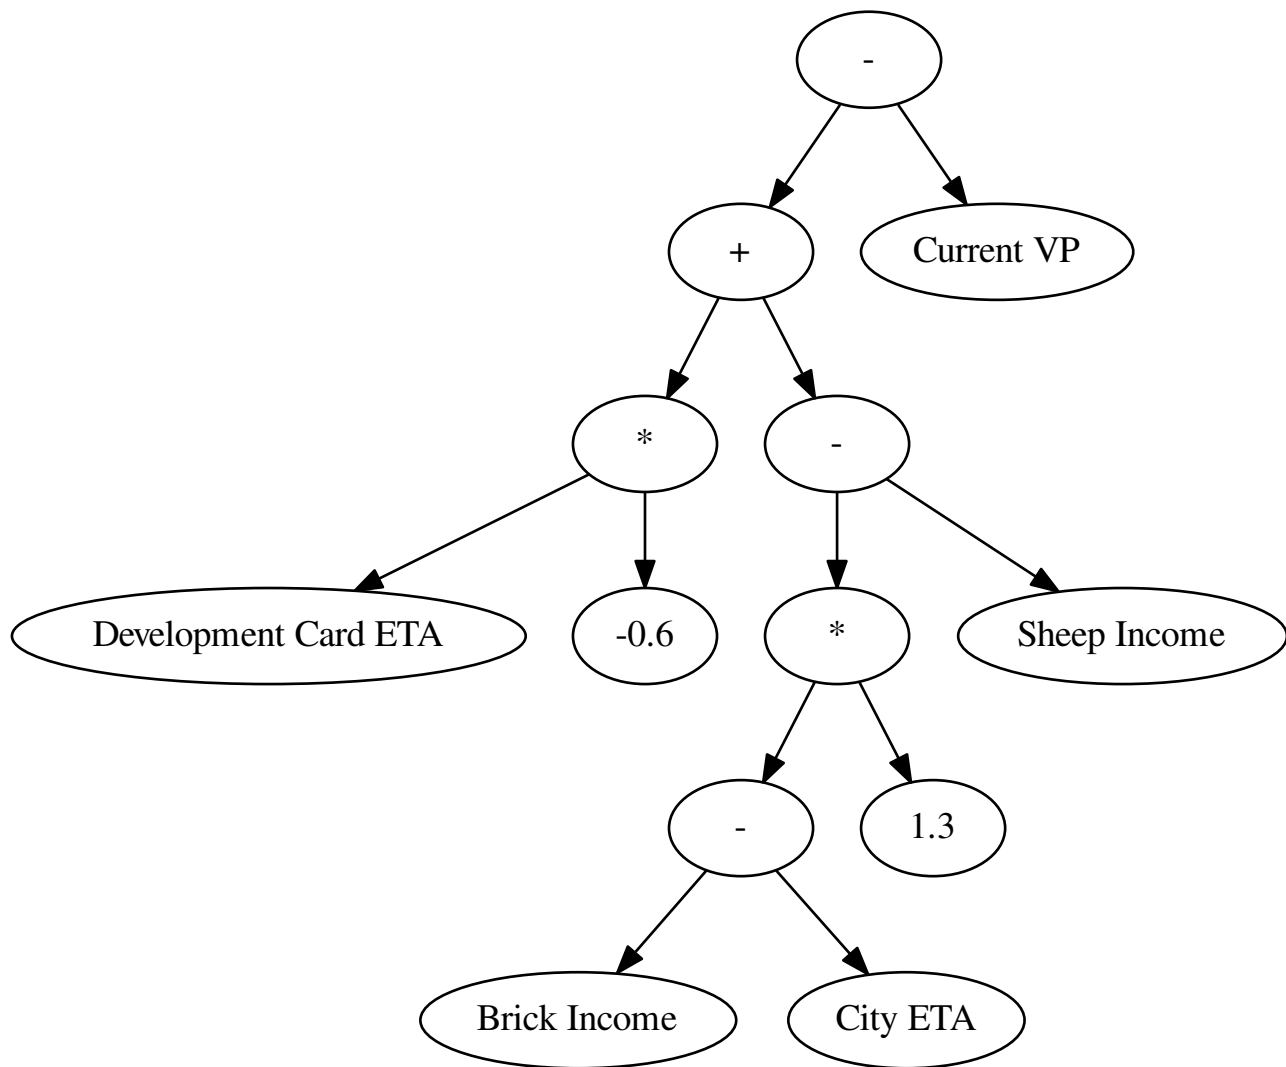 -
+
Current VP
*
-
Development Card ETA
-0.6
*
Sheep Income
-
1.3
Brick Income
City ETA